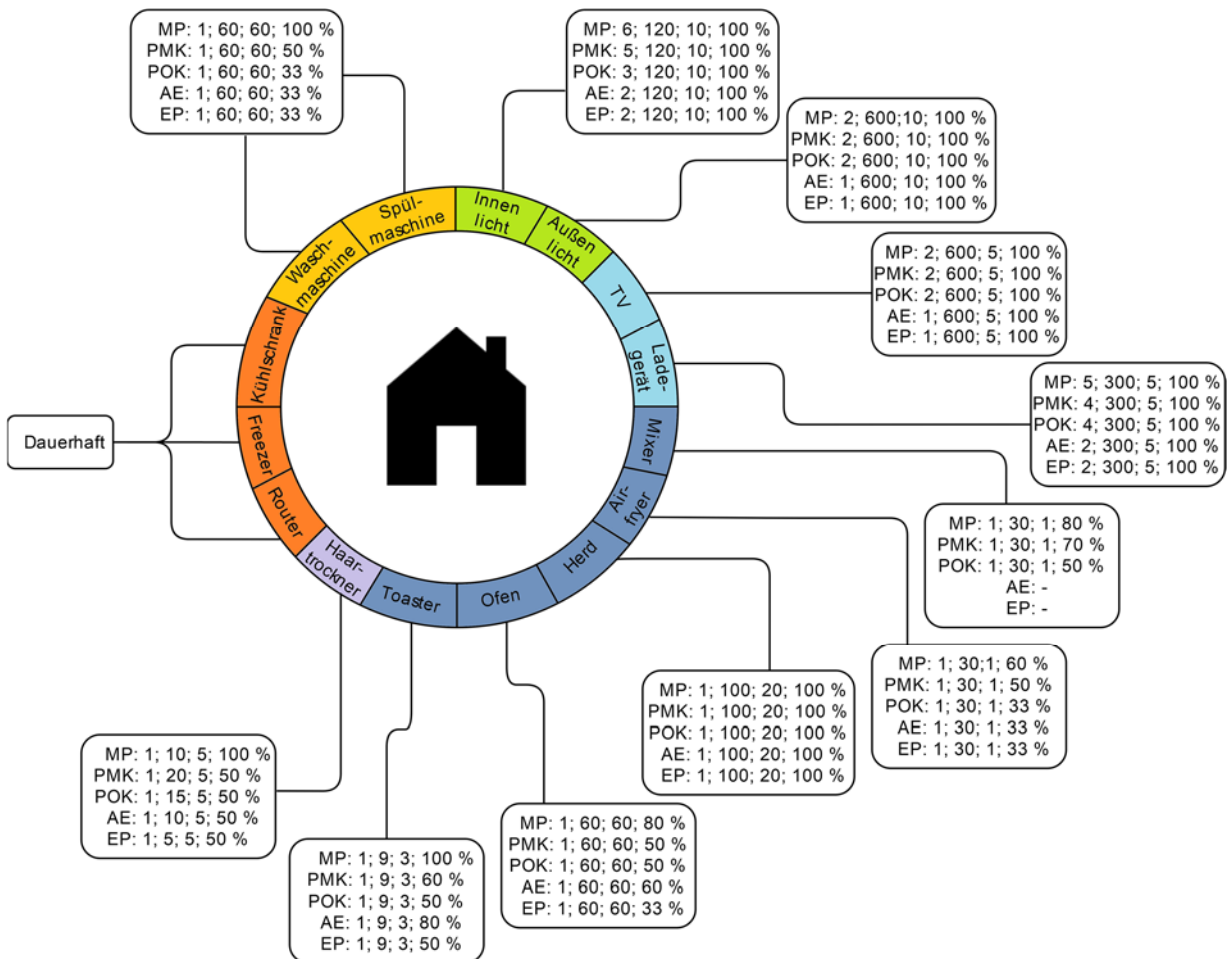 MP: 1; 60; 60; 100 %
PMK: 1; 60; 60; 50 %
POK: 1; 60; 60; 33 %
AE: 1; 60; 60; 33 %
EP: 1; 60; 60; 33 %
MP: 6; 120; 10; 100 %
PMK: 5; 120; 10; 100 %
POK: 3; 120; 10; 100 %
AE: 2; 120; 10; 100 %
EP: 2; 120; 10; 100 %
MP: 2; 600;10; 100 %
PMK: 2; 600; 10; 100 %
POK: 2; 600; 10; 100 %
AE: 1; 600; 10; 100 %
EP: 1; 600; 10; 100 %
MP: 2; 600; 5; 100 %
PMK: 2; 600; 5; 100 %
POK: 2; 600; 5; 100 %
AE: 1; 600; 5; 100 %
EP: 1; 600; 5; 100 %
MP: 5; 300; 5; 100 %
PMK: 4; 300; 5; 100 %
POK: 4; 300; 5; 100 %
AE: 2; 300; 5; 100 %
EP: 2; 300; 5; 100 %
MP: 1; 30; 1; 80 %
PMK: 1; 30; 1; 70 %
POK: 1; 30; 1; 50 %
AE: -
EP: -
MP: 1; 30;1; 60 %
PMK: 1; 30; 1; 50 %
POK: 1; 30; 1; 33 %
AE: 1; 30; 1; 33 %
EP: 1; 30; 1; 33 %
MP: 1; 100; 20; 100 %
PMK: 1; 100; 20; 100 %
POK: 1; 100; 20; 100 %
AE: 1; 100; 20; 100 %
EP: 1; 100; 20; 100 %
MP: 1; 60; 60; 80 %
PMK: 1; 60; 60; 50 %
POK: 1; 60; 60; 50 %
AE: 1; 60; 60; 60 %
EP: 1; 60; 60; 33 %
MP: 1; 9; 3; 100 %
PMK: 1; 9; 3; 60 %
POK: 1; 9; 3; 50 %
AE: 1; 9; 3; 80 %
EP: 1; 9; 3; 50 %
MP: 1; 10; 5; 100 %
PMK: 1; 20; 5; 50 %
POK: 1; 15; 5; 50 %
AE: 1; 10; 5; 50 %
EP: 1; 5; 5; 50 %
Dauerhaft
Innen
licht
Außen
licht
TV
Lade-
gerät
Mixer
Air-
fryer
Herd
Ofen
Toaster
Haar-
trockner
Router
Freezer
Kühlschrank
Wasch-
maschine
Spül-
maschine